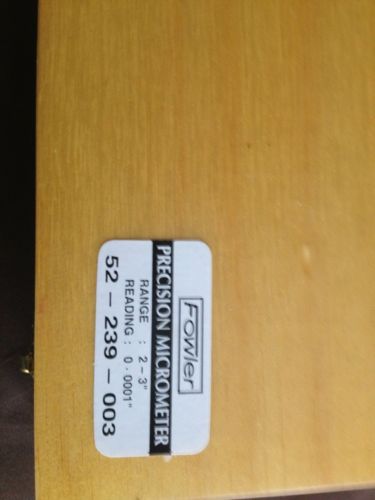 Fowler
PRECISION MICROMETER
RANGE : 2-3"
READING : 0·0001"
52-239-003